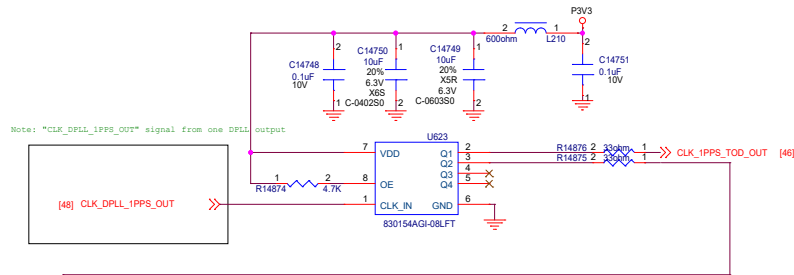 P3V3
2 1
600ohm L210
2 C14748 0.1uF 10V 1
1 C14750 10uF 20% 6.3V X6S C-0402S0 2
1 C14749 10uF 20% 6.3V X5R C-0603S0 2
2 C14751 0.1uF 10V 1
Note: "CLK_DPLL_1PPS_OUT" signal from one DPLL output
U623
7 VDD Q1 2 R14876 2 33ohm 1 CLK_1PPS_TOD_OUT [46]
Q2 3 R14875 2 33ohm 1
Q3 4
1 2 8 OE Q4 5
R14874 4.7K
[48] CLK_DPLL_1PPS_OUT 1 CLK_IN GND 6
830154AGI-08LFT